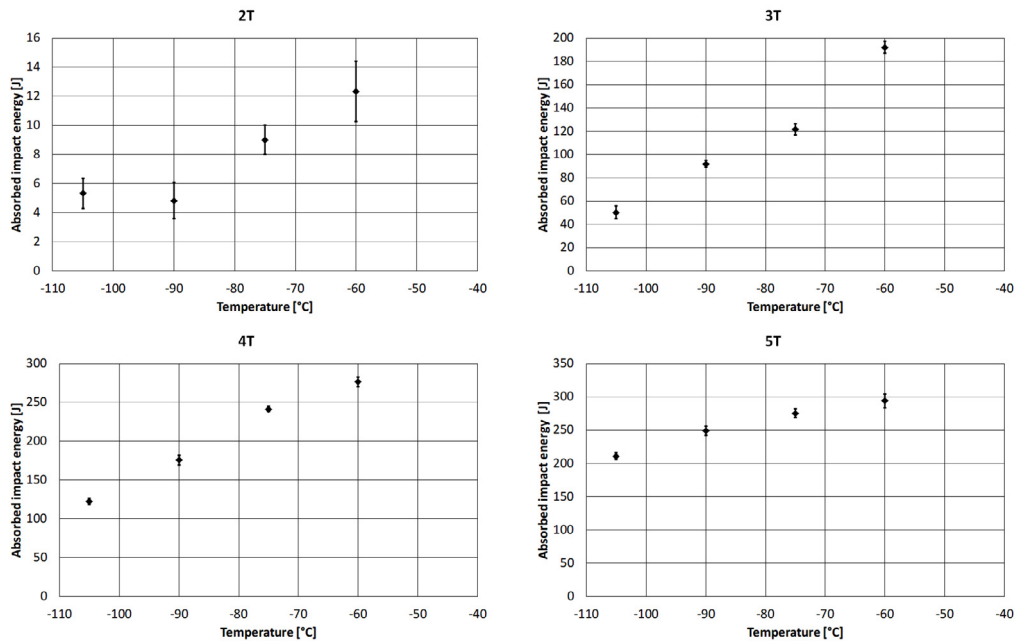 2T
Absorbed impact energy [J]
16
14
12
10
8
6
4
2
0
-110 -100 -90 -80 -70 -60 -50 -40
Temperature [°C]
3T
Absorbed impact energy [J]
200
180
160
140
120
100
80
60
40
20
0
-110 -100 -90 -80 -70 -60 -50 -40
Temperature [°C]
4T
Absorbed impact energy [J]
300
250
200
150
100
50
0
-110 -100 -90 -80 -70 -60 -50 -40
Temperature [°C]
5T
Absorbed impact energy [J]
350
300
250
200
150
100
50
0
-110 -100 -90 -80 -70 -60 -50 -40
Temperature [°C]